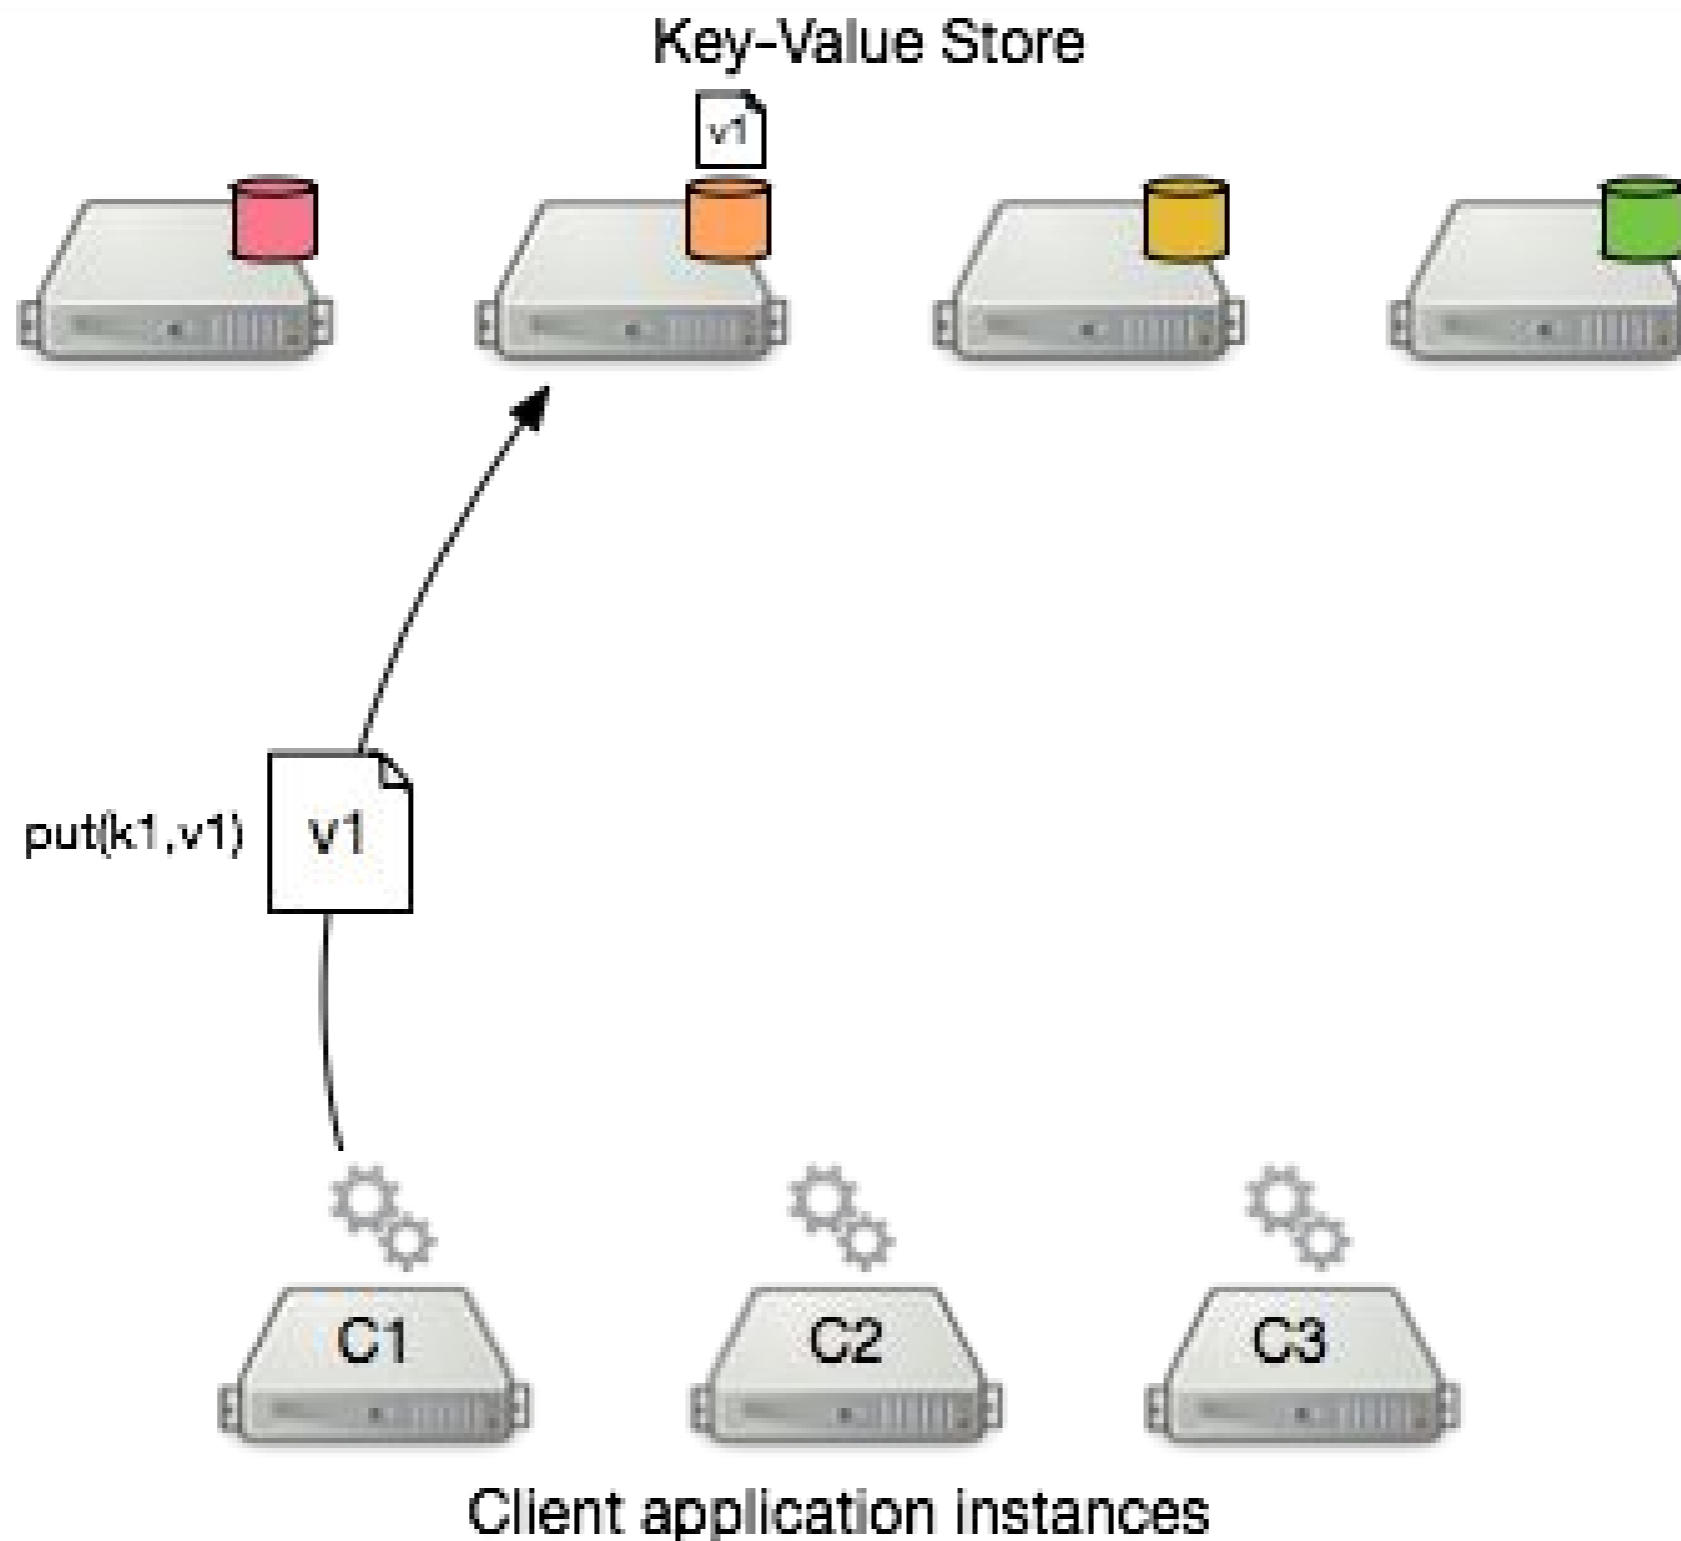 Key-Value Store
v1
put(k1,v1)
v1
C1
C2
C3
Client application instances